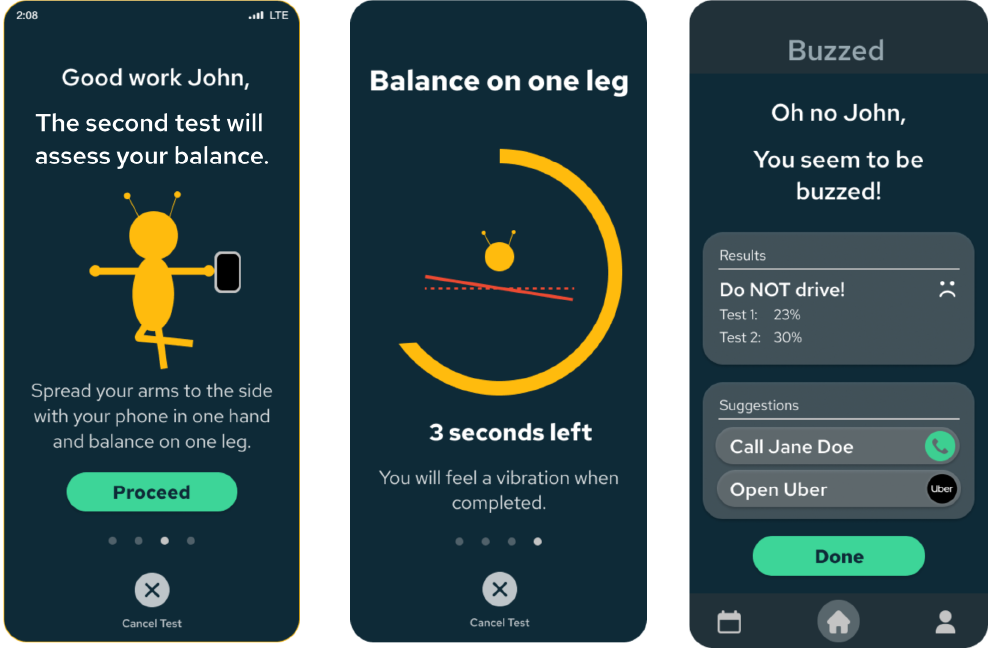 2:08 LTE
Good work John,
The second test will
assess your balance.
Spread your arms to the side
with your phone in one hand
and balance on one leg.
Proceed
Cancel Test
Balance on one leg
3 seconds left
You will feel a vibration when
completed.
Cancel Test
Buzzed
Oh no John,
You seem to be
buzzed!
Results
Do NOT drive!
Test 1: 23%
Test 2: 30%
Suggestions
Call Jane Doe
Open Uber Uber
Done